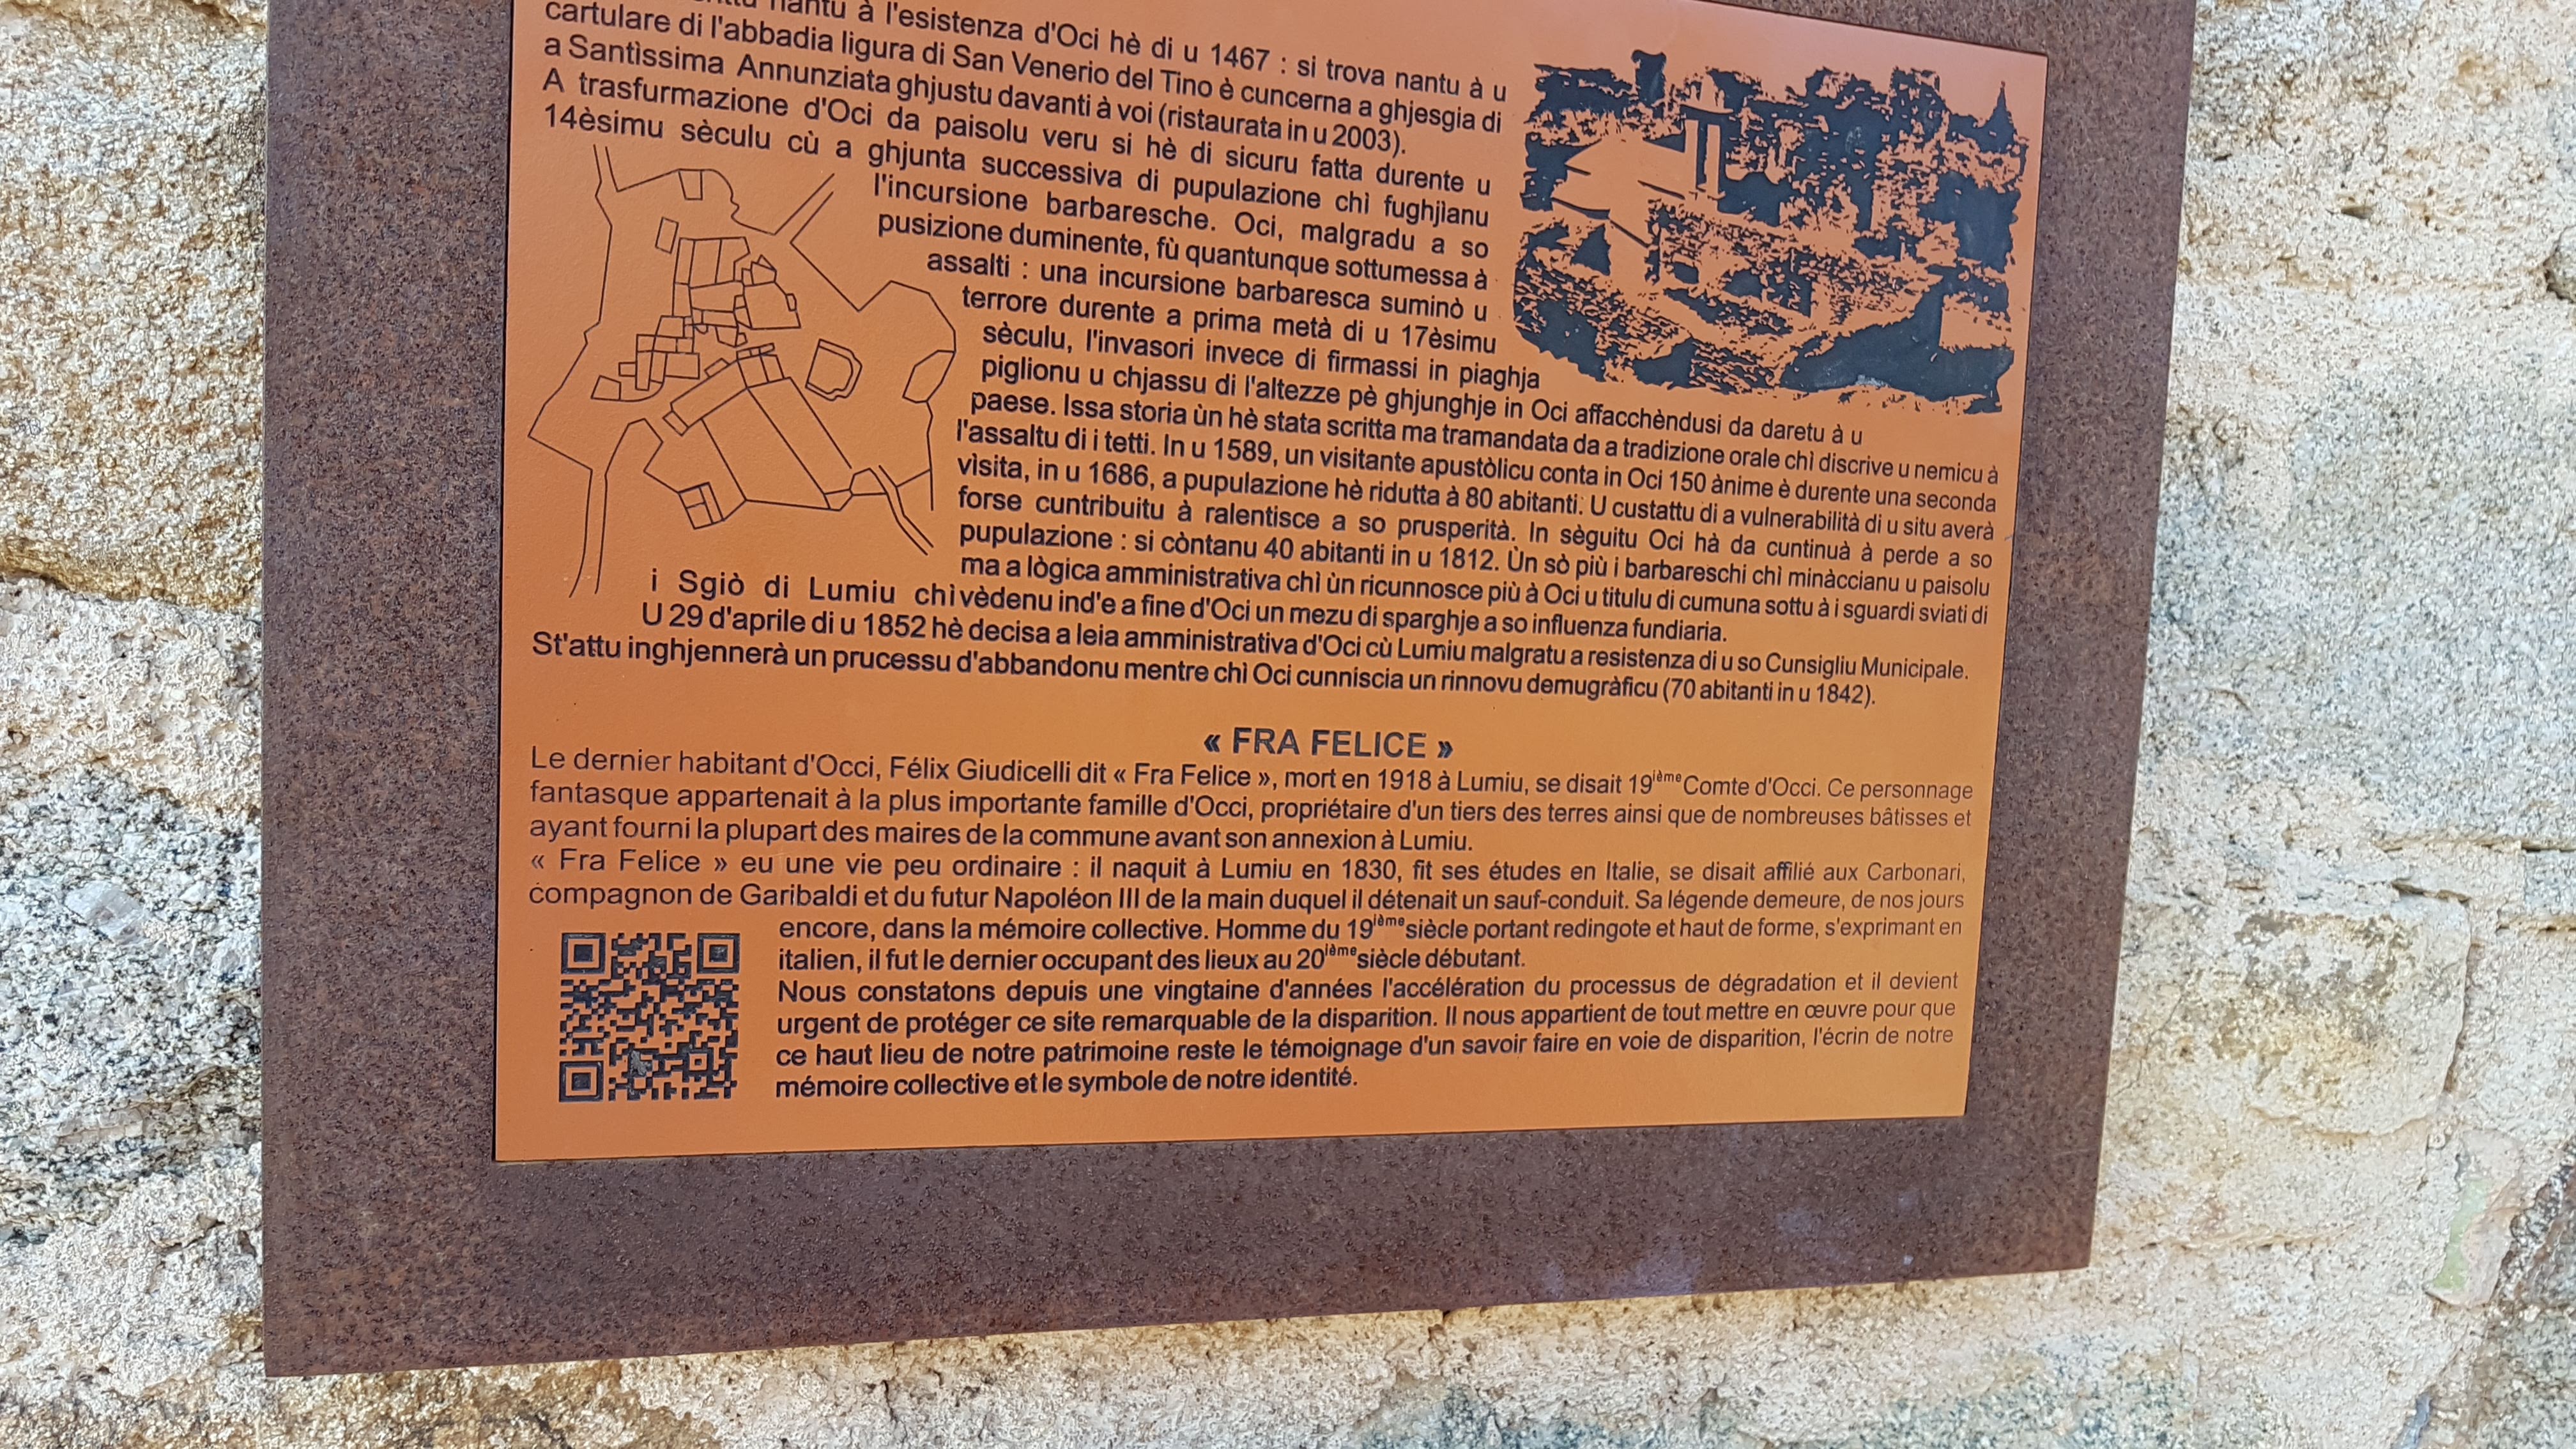 nantu à l'esistenza d'Oci hè di u 1467 : si trova nantu à u
cartulare di l'abbadia ligura di San Venerio del Tino è cuncerna a ghjesgia di
a Santìssima Annunziata ghjustu davanti à voi (ristaurata in u 2003).
A trasfurmazione d'Oci da paisolu veru si hè di sicuru fatta durente u
14èsimu sèculu cù a ghjunta successiva di pupulazione chì fughjìanu
l'incursione barbaresche. Oci, malgradu a so
pusizione duminente, fù quantunque sottumessa à
assalti : una incursione barbaresca suminò u
terrore durente a prima metà di u 17èsimu
sèculu, l'invasori invece di firmassi in piaghja
piglionu u chjassu di l'altezze pè ghjunghje in Oci affacchèndusi da daretu à u
paese. Issa storia ùn hè stata scritta ma tramandata da a tradizione orale chì discrive u nemicu à
l'assaltu di i tetti. In u 1589, un visitante apustòlicu conta in Oci 150 ànime è durente una seconda
vìsita, in u 1686, a pupulazione hè ridutta à 80 abitanti. U custattu di a vulnerabilità di u situ averà
forse cuntribuitu à ralentisce a so prusperità. In sèguitu Oci hà da cuntinuà à perde a so
pupulazione : si còntanu 40 abitanti in u 1812. Ùn sò più i barbareschi chì minàccianu u paisolu
ma a lògica amministrativa chì ùn ricunnosce più à Oci u titulu di cumuna sottu à i sguardi sviati di
i Sgiò di Lumiu chì vèdenu ind'e a fine d'Oci un mezu di sparghje a so influenza fundiaria.
U 29 d'aprile di u 1852 hè decisa a leia amministrativa d'Oci cù Lumiu malgratu a resistenza di u so Cunsigliu Municipale.
St'attu inghjennerà un prucessu d'abbandonu mentre chì Oci cunniscia un rinnovu demugràficu (70 abitanti in u 1842).
« FRA FELICE »
Le dernier habitant d'Occi, Félix Giudicelli dit « Fra Felice », mort en 1918 à Lumiu, se disait 19ième Comte d'Occi. Ce personnage
fantasque appartenait à la plus importante famille d'Occi, propriétaire d'un tiers des terres ainsi que de nombreuses bâtisses et
ayant fourni la plupart des maires de la commune avant son annexion à Lumiu.
« Fra Felice » eu une vie peu ordinaire : il naquit à Lumiu en 1830, fit ses études en Italie, se disait affilié aux Carbonari,
compagnon de Garibaldi et du futur Napoléon III de la main duquel il détenait un sauf-conduit. Sa légende demeure, de nos jours
encore, dans la mémoire collective. Homme du 19ième siècle portant redingote et haut de forme, s'exprimant en
italien, il fut le dernier occupant des lieux au 20ième siècle débutant.
Nous constatons depuis une vingtaine d'années l'accélération du processus de dégradation et il devient
urgent de protéger ce site remarquable de la disparition. Il nous appartient de tout mettre en œuvre pour que
ce haut lieu de notre patrimoine reste le témoignage d'un savoir faire en voie de disparition, l'écrin de notre
mémoire collective et le symbole de notre identité.